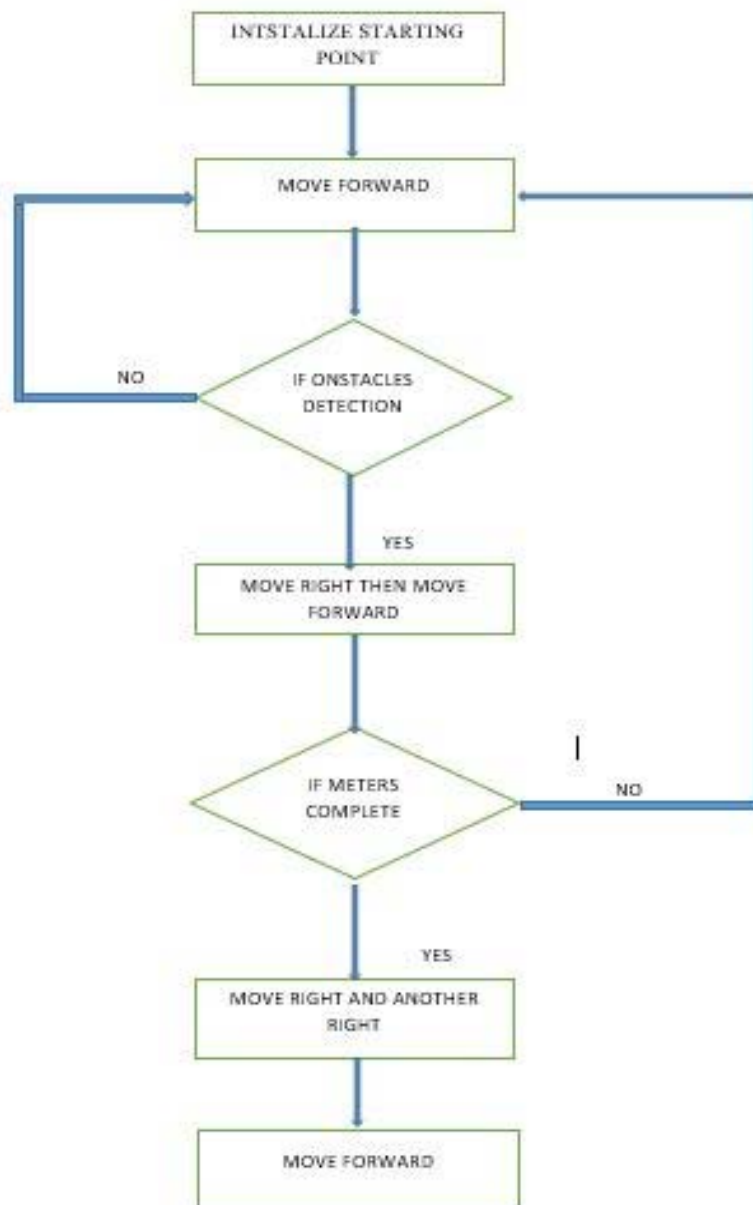 INTSTALIZE STARTING
POINT
MOVE FORWARD
IF ONSTACLES
DETECTION
NO
YES
MOVE RIGHT THEN MOVE
FORWARD
IF METERS
COMPLETE
NO
YES
MOVE RIGHT AND ANOTHER
RIGHT
MOVE FORWARD